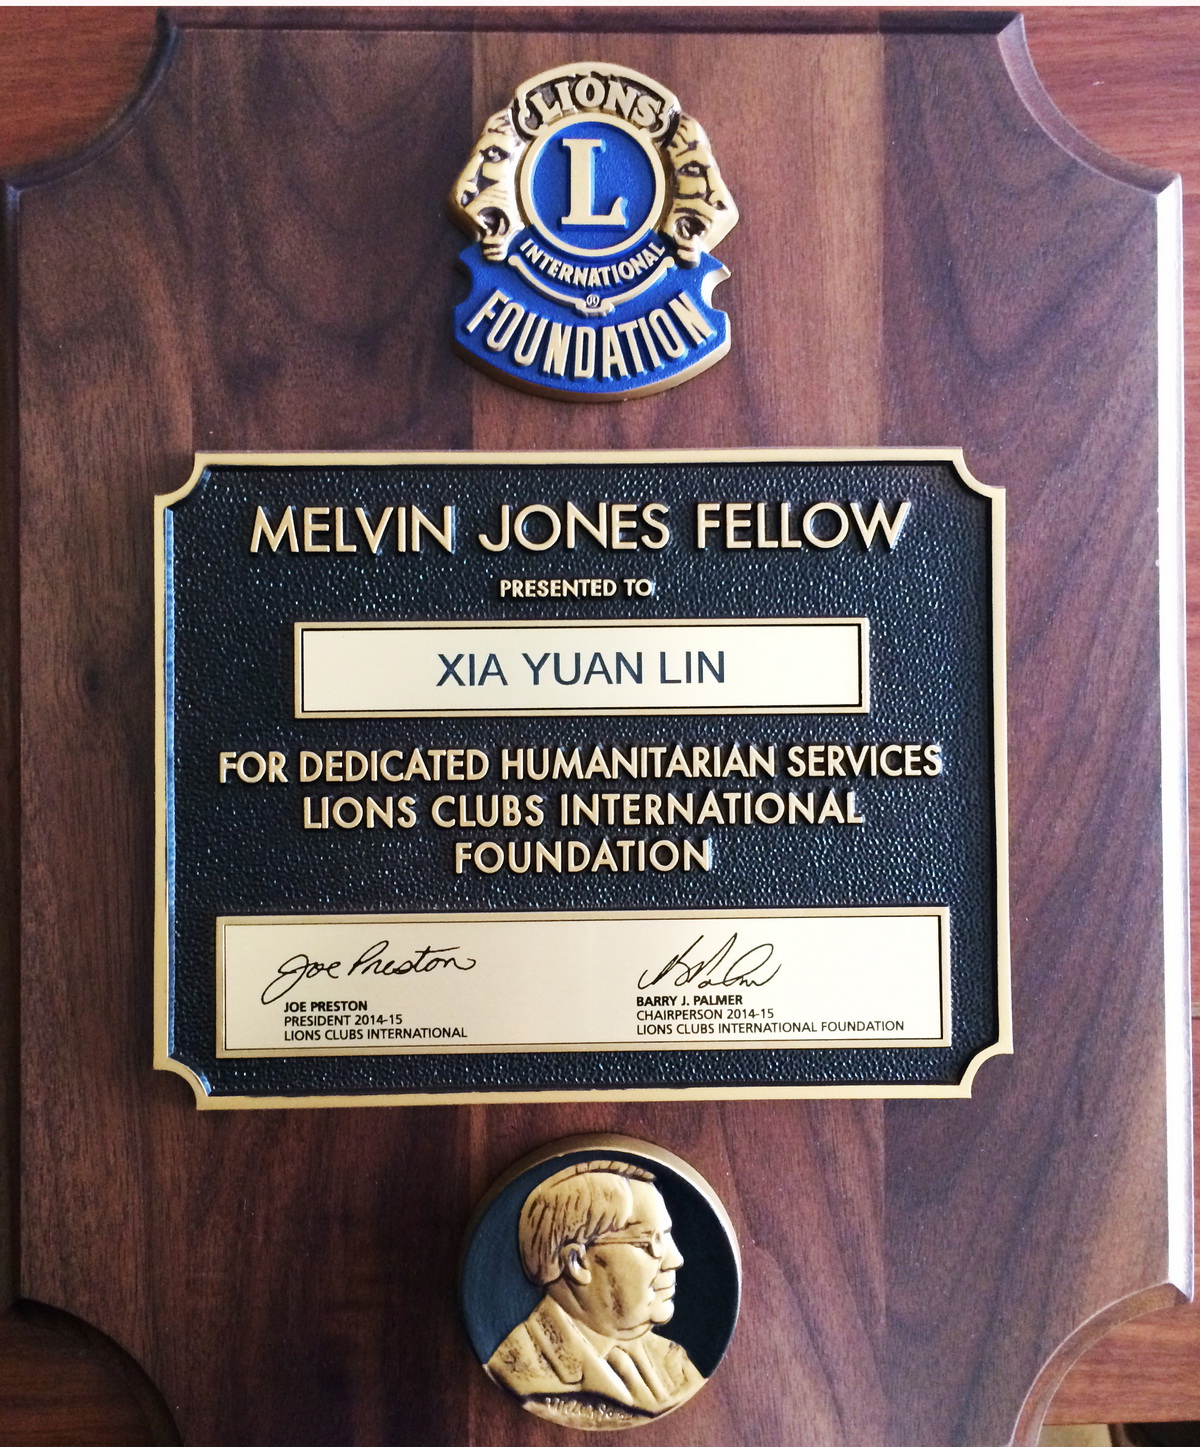 LIONS
L
INTERNATIONAL
®
FOUNDATION
MELVIN JONES FELLOW
PRESENTED TO
XIA YUAN LIN
FOR DEDICATED HUMANITARIAN SERVICES
LIONS CLUBS INTERNATIONAL
FOUNDATION
Joe Preston
JOE PRESTON
PRESIDENT 2014-15
LIONS CLUBS INTERNATIONAL
BARRY J. PALMER
CHAIRPERSON 2014-15
LIONS CLUBS INTERNATIONAL FOUNDATION